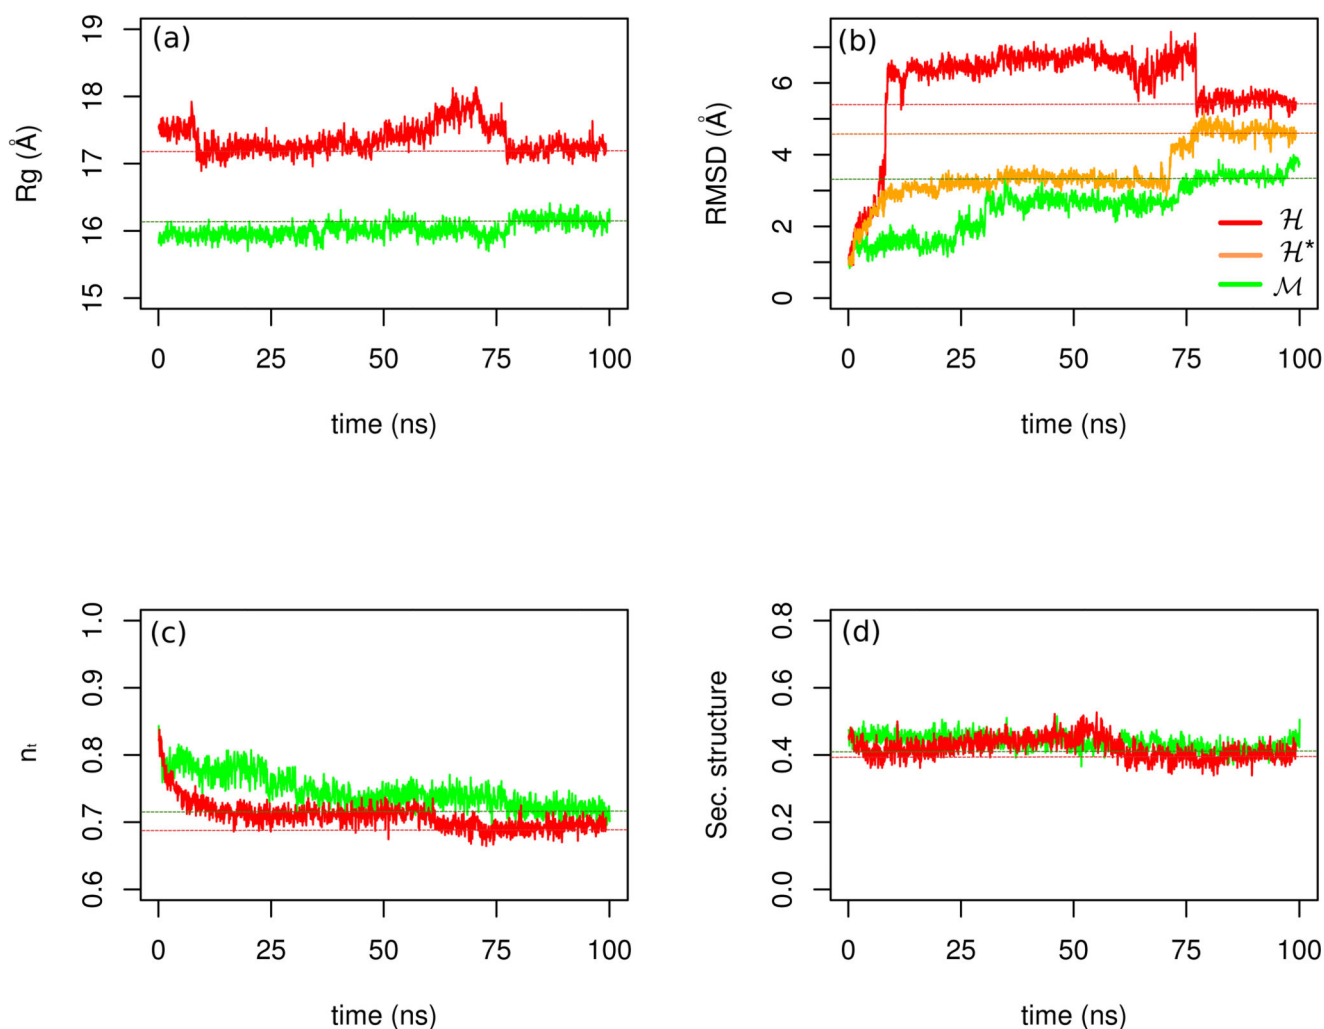 (a)
Rg (Å)
19
18
17
16
15
0 25 50 75 100
time (ns)
(b)
RMSD (Å)
6
4
2
0
ℋ
ℋ*
ℳ
0 25 50 75 100
time (ns)
(c)
nₜ
1.0
0.9
0.8
0.7
0.6
0 25 50 75 100
time (ns)
(d)
Sec. structure
0.8
0.6
0.4
0.2
0.0
0 25 50 75 100
time (ns)